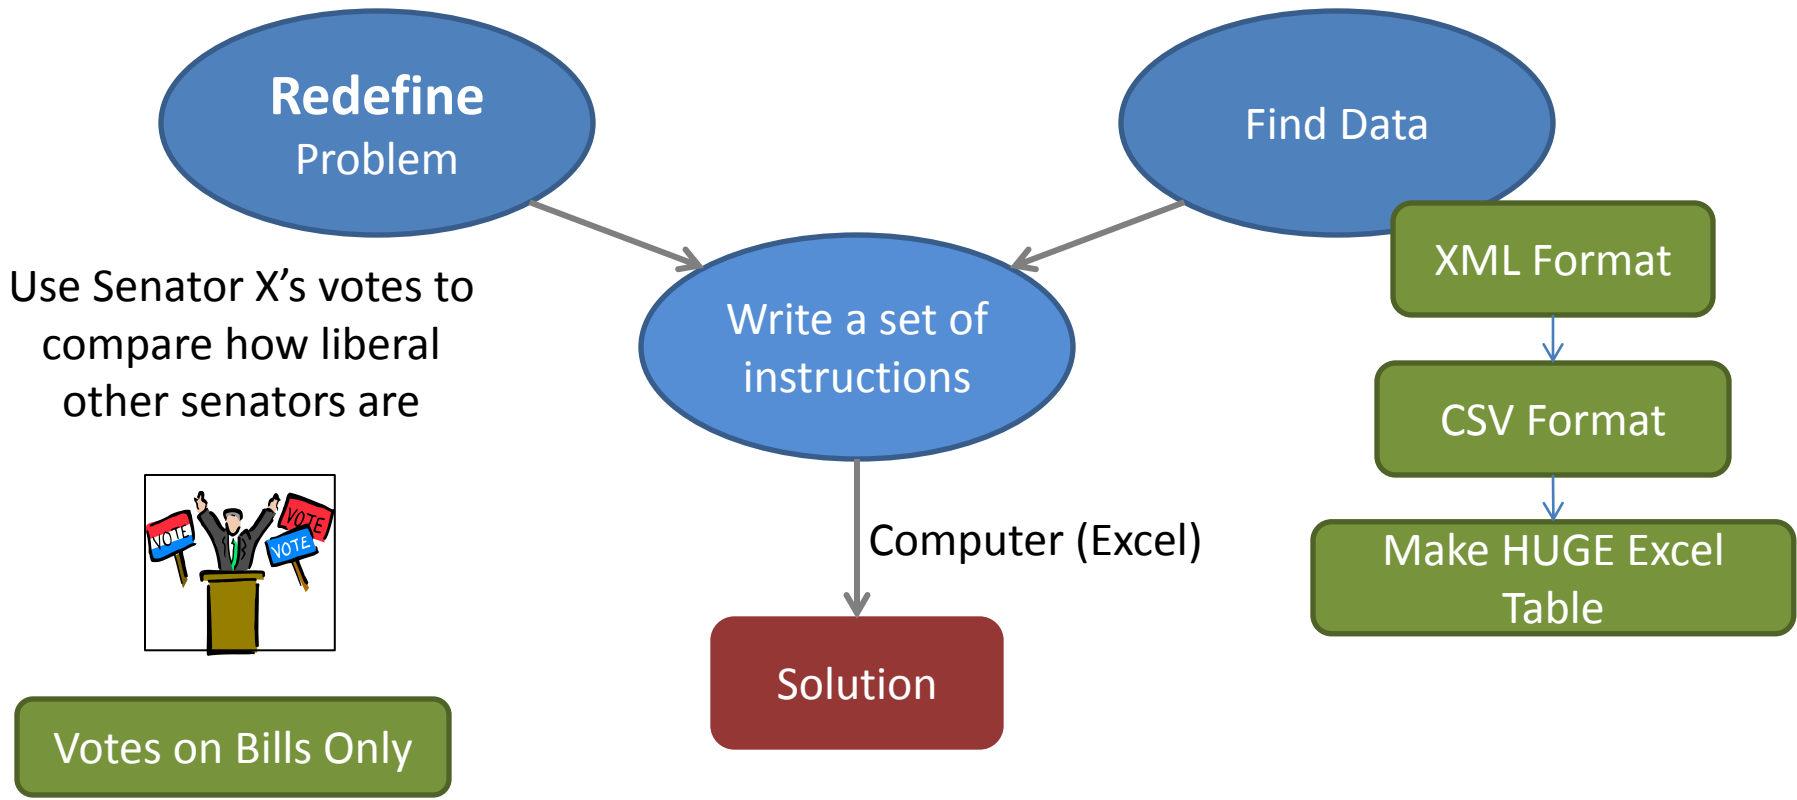 Redefine
Problem
Find Data
XML Format
Use Senator X’s votes to
compare how liberal
other senators are
Write a set of
instructions
CSV Format
VOTE
VOTE
VOTE
Computer (Excel)
Make HUGE Excel
Table
Solution
Votes on Bills Only